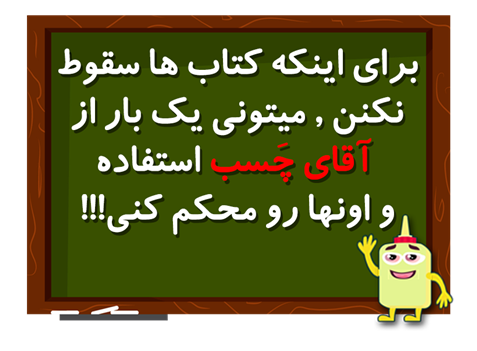 برای اینکه کتاب ها سقوط
نکنن , میتونی یک بار از
آقای چَسب استفاده
و اونها رو محکم کنی!!!